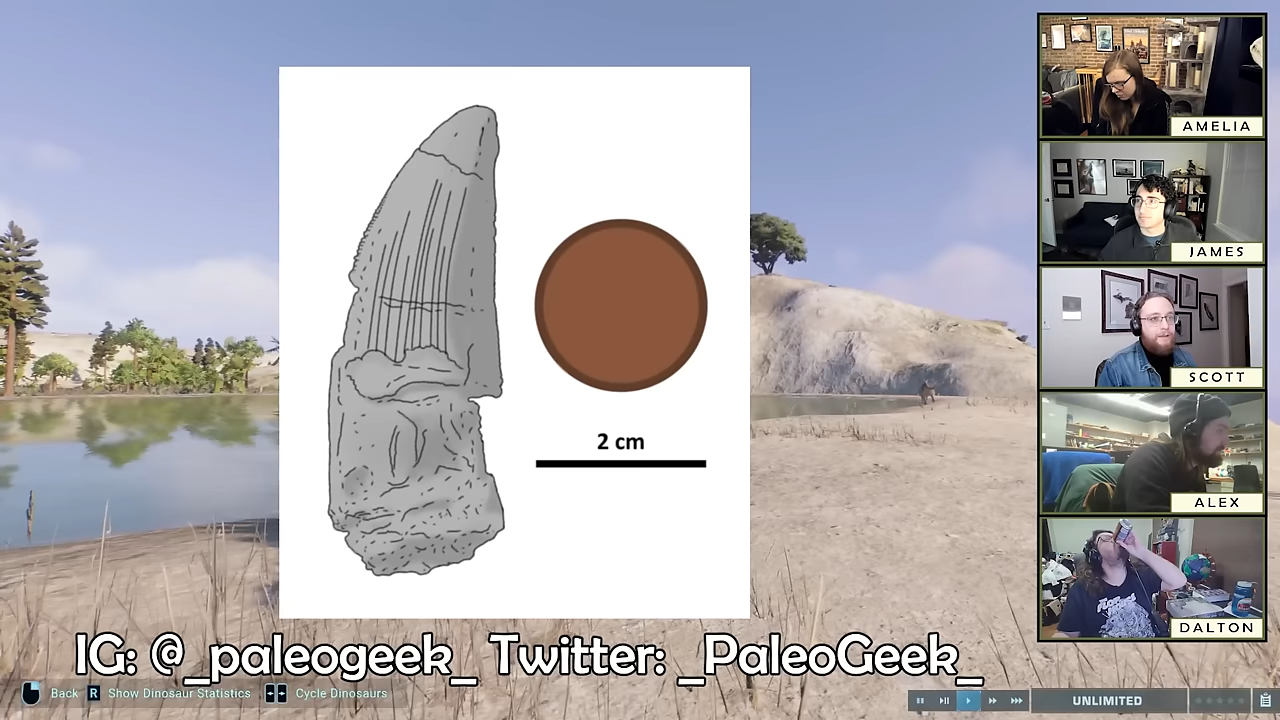 AMELIA
JAMES
SCOTT
ALEX
DALTON
2 cm
IG: @_paleogeek_ Twitter: _PaleoGeek_
Back R Show Dinosaur Statistics Cycle Dinosaurs
UNLIMITED